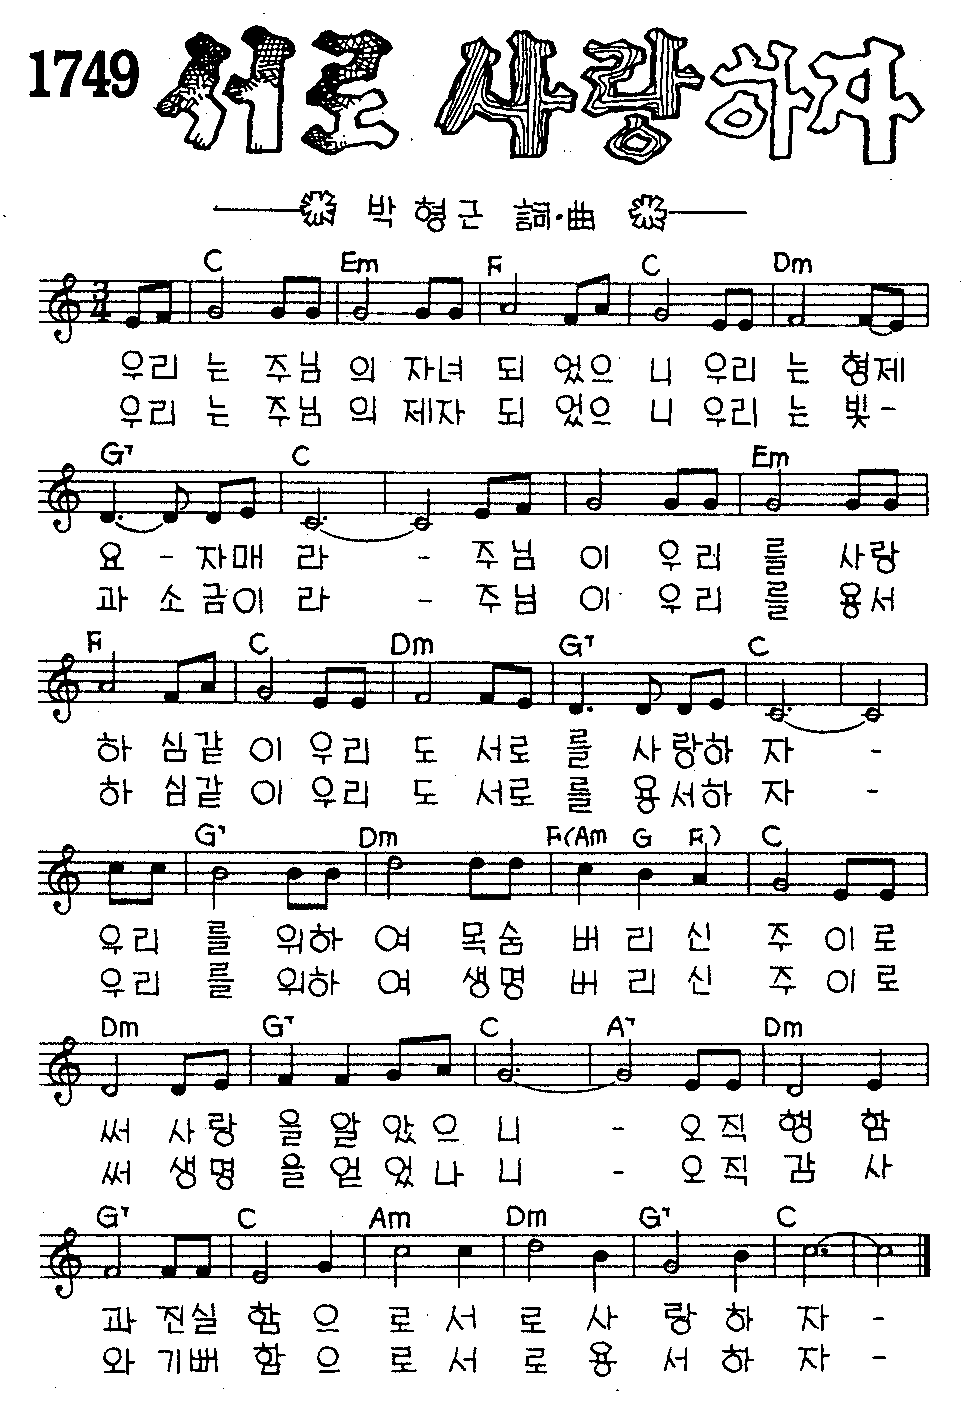 1749 서로 사랑하자
박형근 詞·曲
C Em F C Dm
3/4
우리 는 주님 의 자녀 되 었으 니 우리 는 형제
우리 는 주님 의 제자 되 었으 니 우리 는 빛-
G7 C Em
요 - 자매 라 - 주님 이 우리 를 사랑
과 소금이 라 - 주님 이 우리 를 용서
F C Dm G7 C
하 심같 이 우리 도 서로 를 사랑하 자 -
하 심같 이 우리 도 서로 를 용서하 자 -
G7 Dm F(Am G F) C
우리 를 위하 여 목숨 버 리 신 주 이로
우리 를 위하 여 생명 버 리 신 주 이로
Dm G7 C A7 Dm
써 사랑 을 알 았으 니 - 오직 행 함
써 생명 을 얻 었나 니 - 오직 감 사
G7 C Am Dm G7 C
과 진실 함 으 로 서 로 사 랑 하 자 -
와 기뻐 함 으 로 서 로 용 서 하 자 -